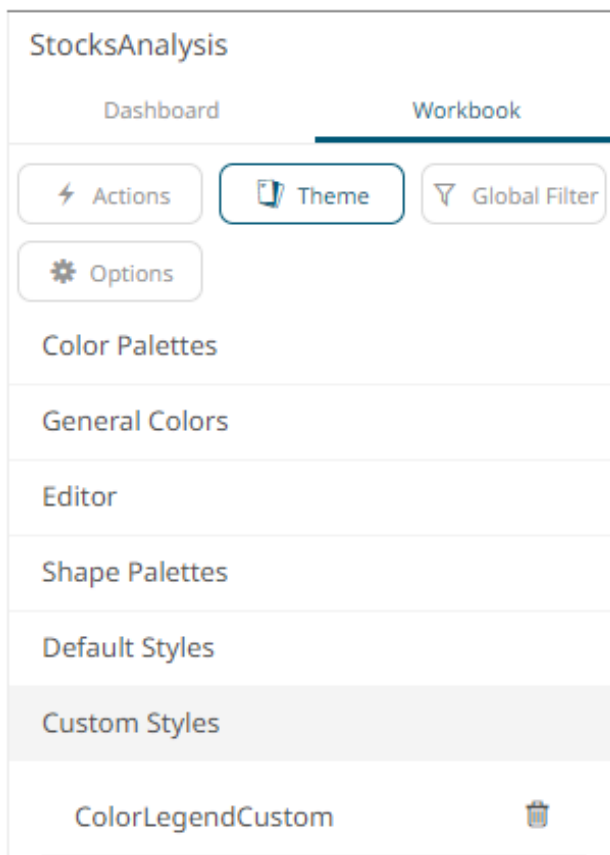 StocksAnalysis
Dashboard Workbook
Actions Theme Global Filter
Options
Color Palettes
General Colors
Editor
Shape Palettes
Default Styles
Custom Styles
ColorLegendCustom